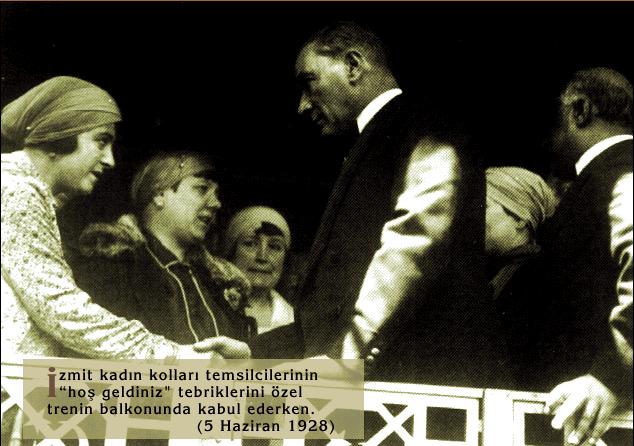 İzmit kadın kolları temsilcilerinin
“hoş geldiniz" tebriklerini özel
trenin balkonunda kabul ederken.
(5 Haziran 1928)